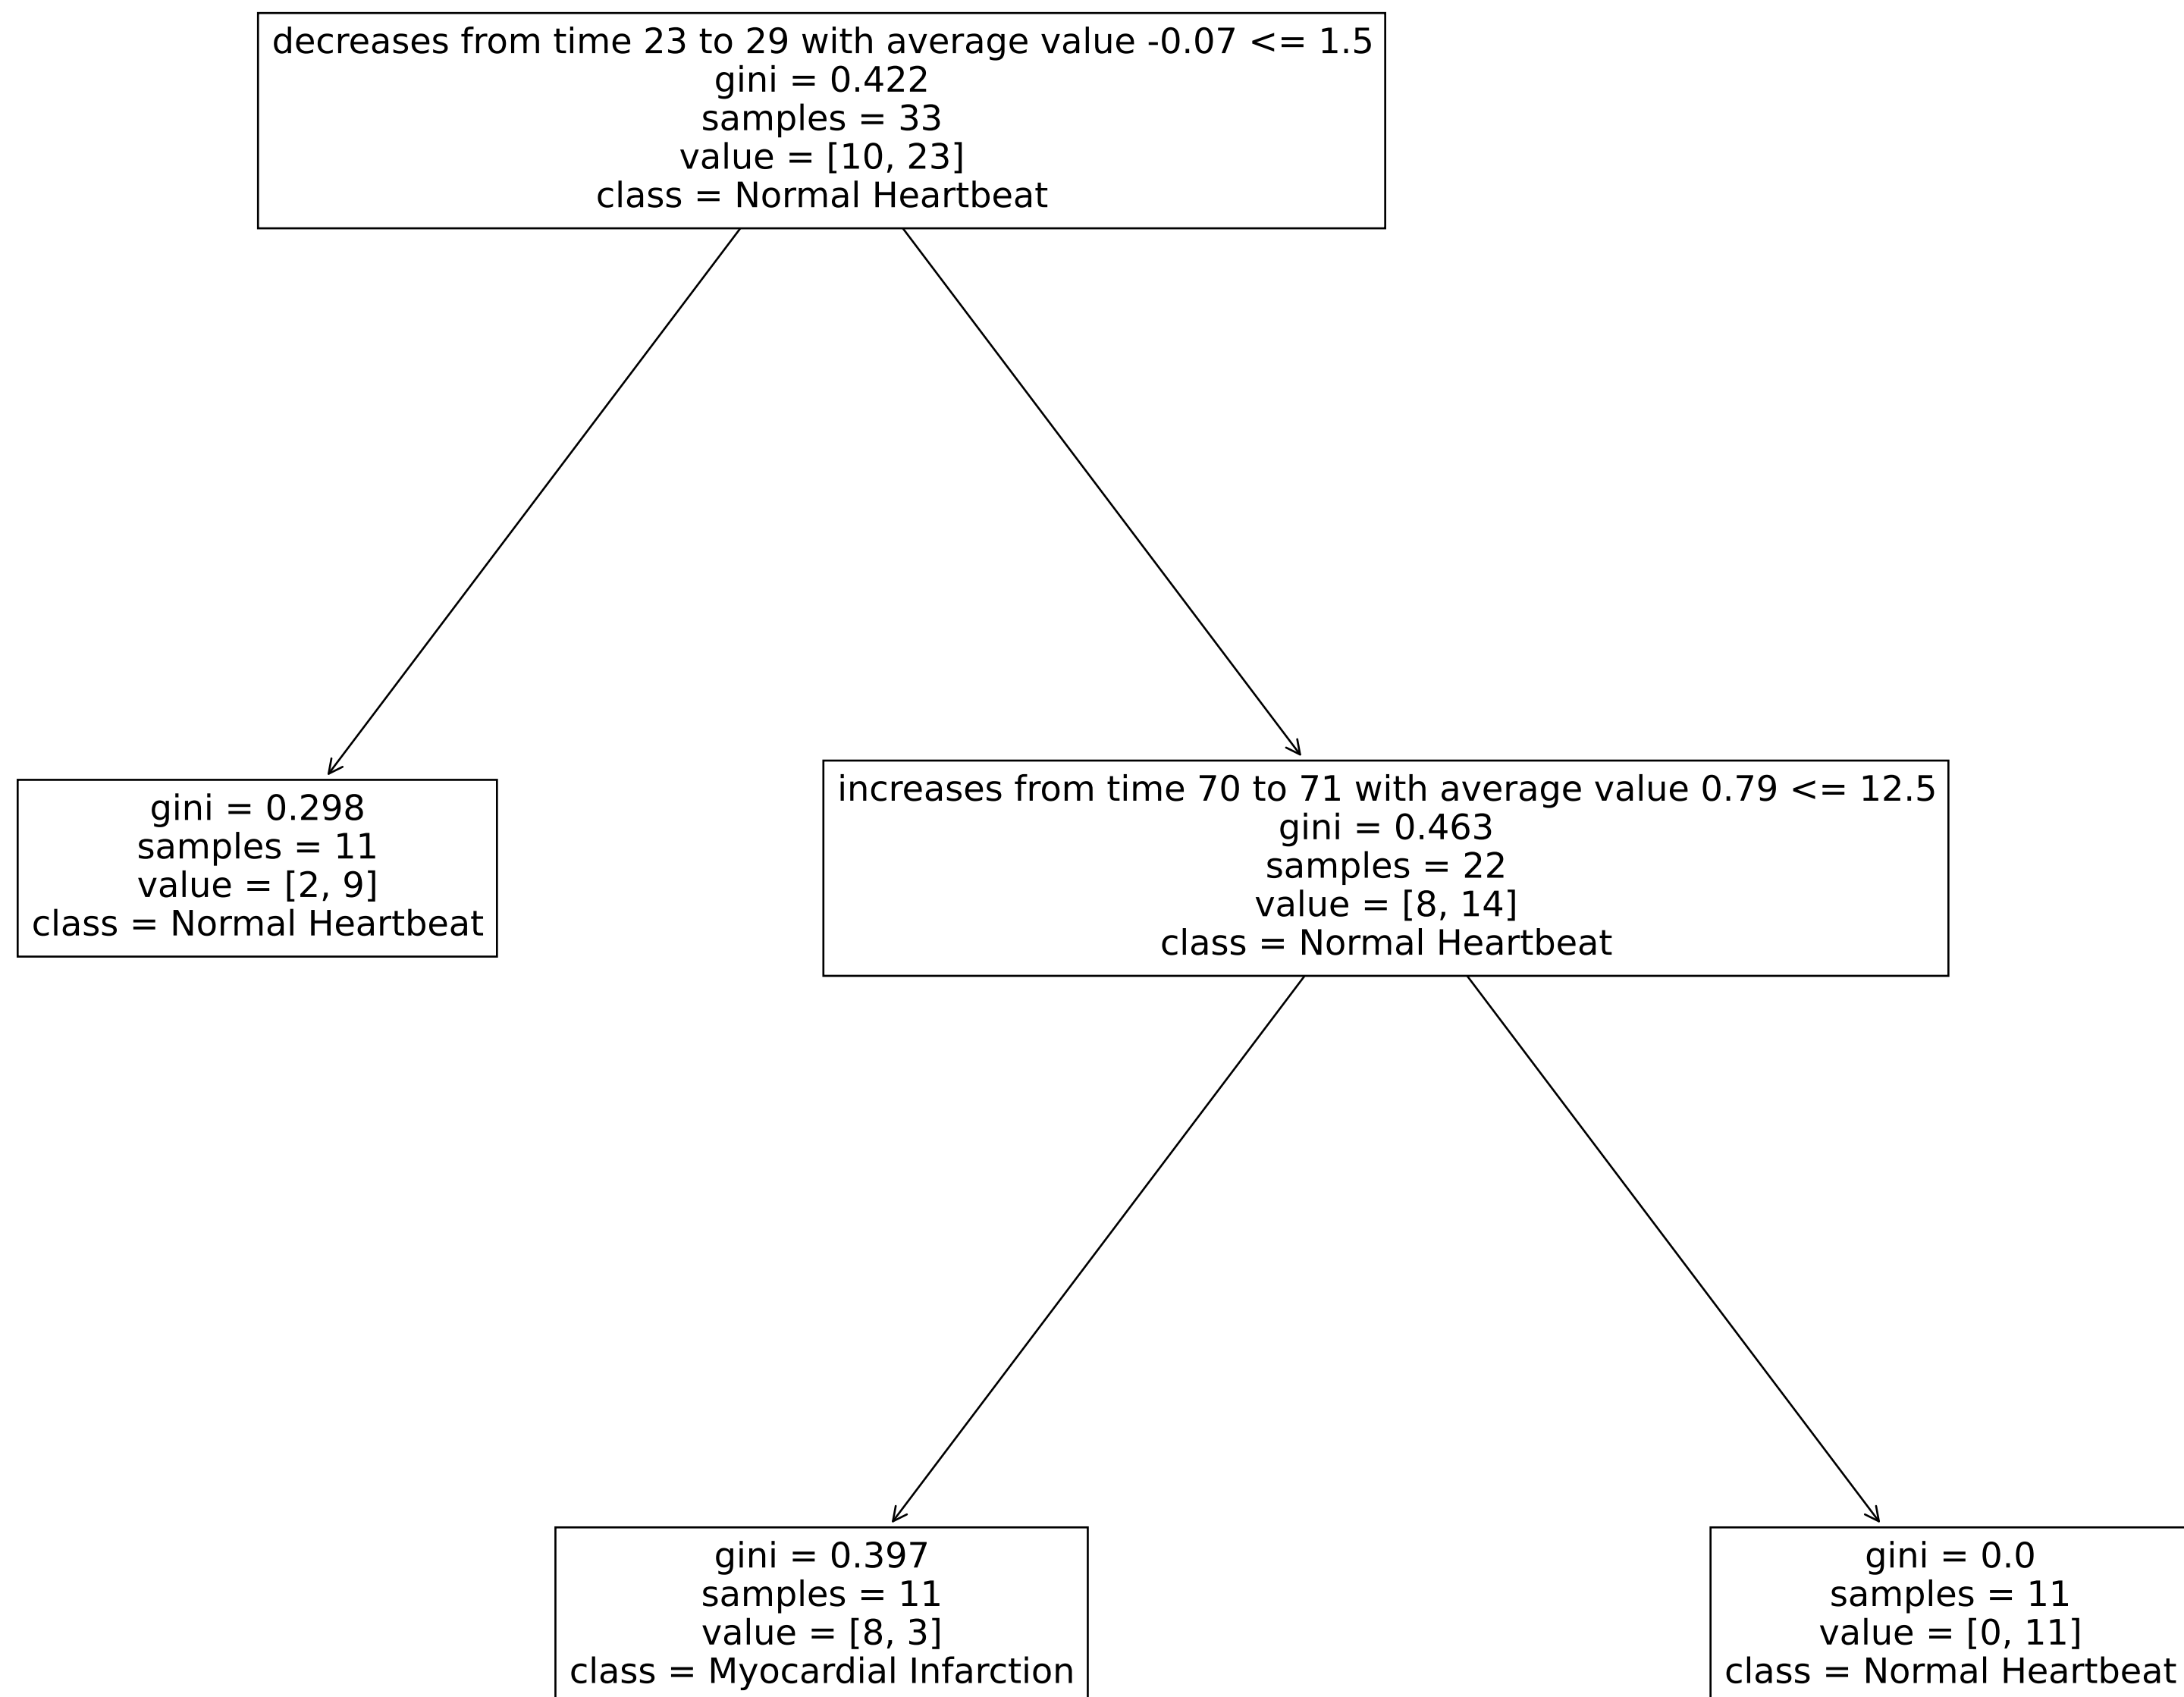 decreases from time 23 to 29 with average value -0.07 <= 1.5
gini = 0.422
samples = 33
value = [10, 23]
class = Normal Heartbeat
gini = 0.298
samples = 11
value = [2, 9]
class = Normal Heartbeat
increases from time 70 to 71 with average value 0.79 <= 12.5
gini = 0.463
samples = 22
value = [8, 14]
class = Normal Heartbeat
gini = 0.397
samples = 11
value = [8, 3]
class = Myocardial Infarction
gini = 0.0
samples = 11
value = [0, 11]
class = Normal Heartbeat